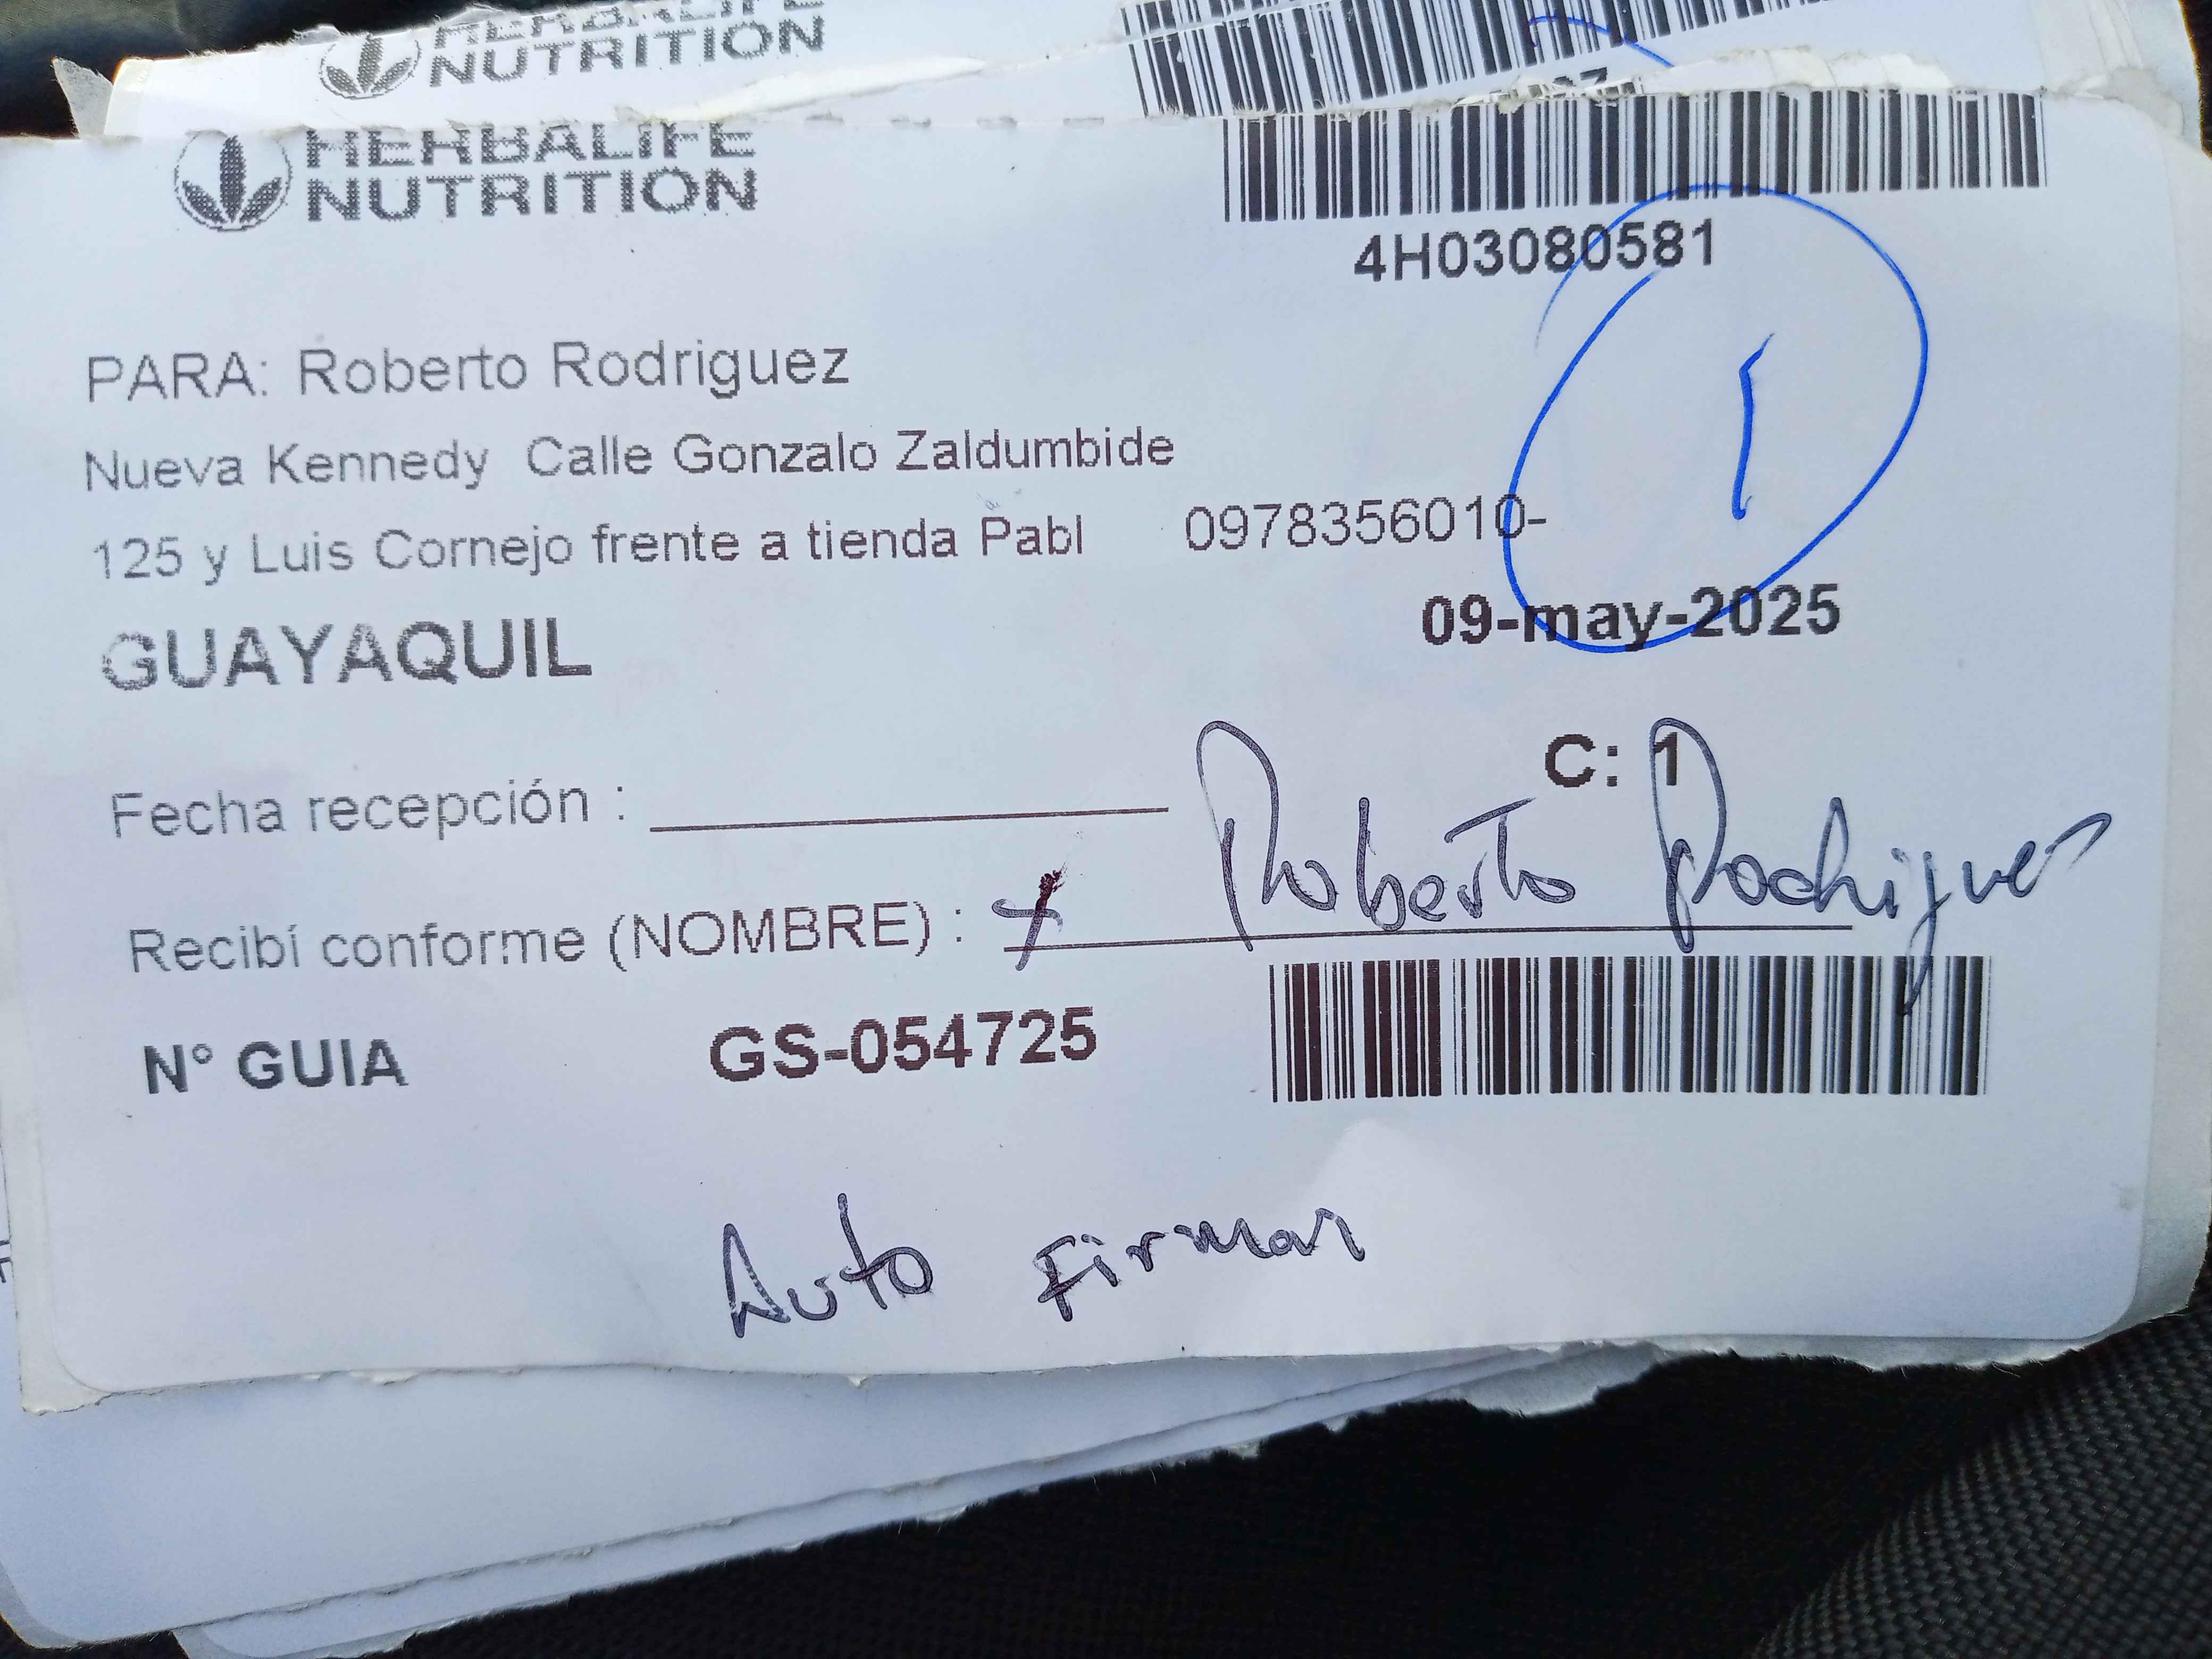 HERBALIFE
NUTRITION
HERBALIFE
NUTRITION
4H03080581
1
PARA: Roberto Rodriguez
Nueva Kennedy Calle Gonzalo Zaldumbide
125 y Luis Cornejo frente a tienda Pabl 0978356010-
GUAYAQUIL 09-may-2025
C: 1
Fecha recepción :
Recibí conforme (NOMBRE) : x Roberto Rodriguez
N° GUIA GS-054725
Auto Firmar